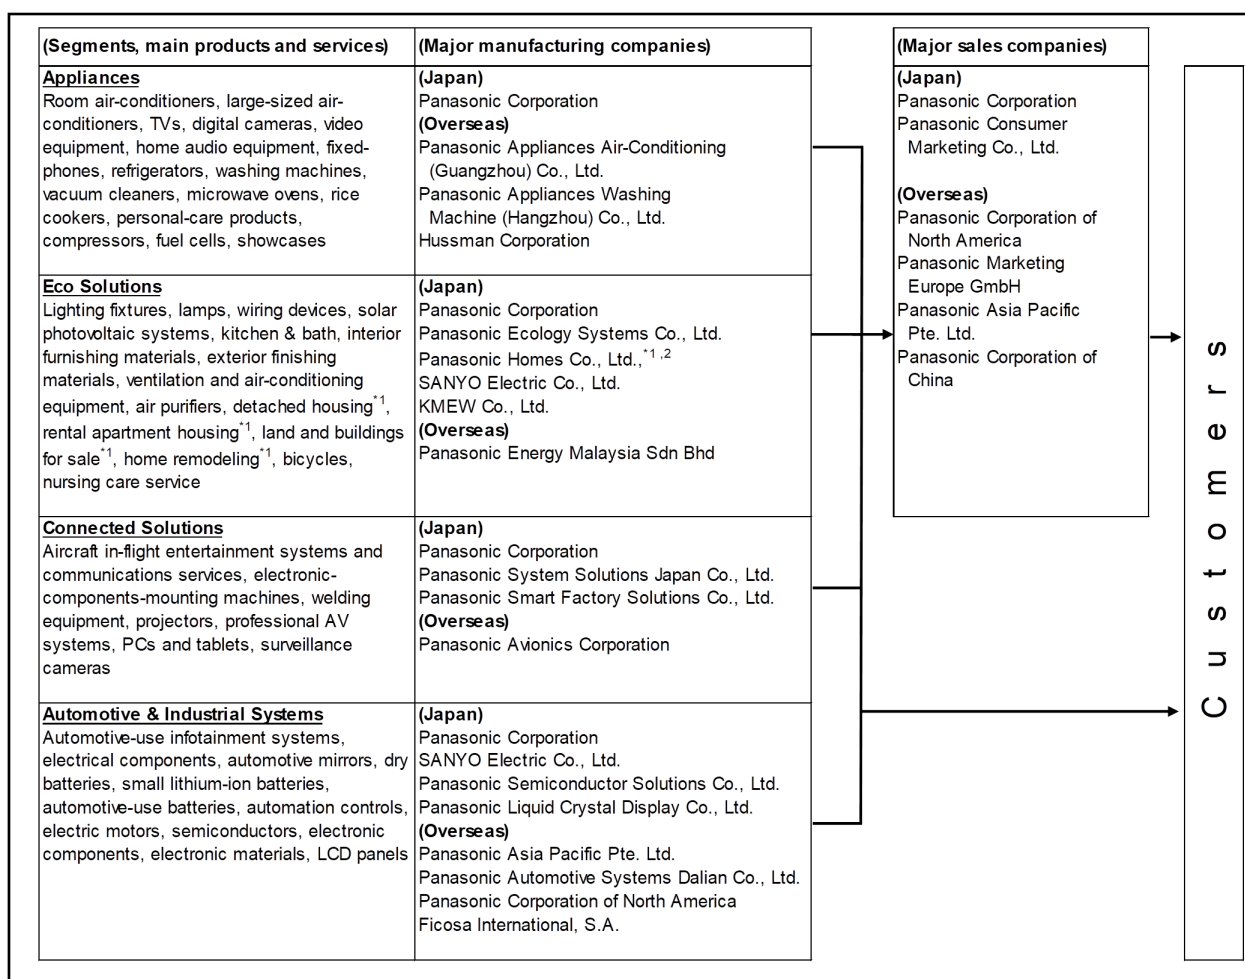 (Segments, main products and services)
(Major manufacturing companies)
(Major sales companies)
Appliances
Room air-conditioners, large-sized air-
conditioners, TVs, digital cameras, video
equipment, home audio equipment, fixed-
phones, refrigerators, washing machines,
vacuum cleaners, microwave ovens, rice
cookers, personal-care products,
compressors, fuel cells, showcases
(Japan)
Panasonic Corporation
(Overseas)
Panasonic Appliances Air-Conditioning
(Guangzhou) Co., Ltd.
Panasonic Appliances Washing
Machine (Hangzhou) Co., Ltd.
Hussman Corporation
Eco Solutions
Lighting fixtures, lamps, wiring devices, solar
photovoltaic systems, kitchen & bath, interior
furnishing materials, exterior finishing
materials, ventilation and air-conditioning
equipment, air purifiers, detached housing*1,
rental apartment housing*1, land and buildings
for sale*1, home remodeling*1, bicycles,
nursing care service
(Japan)
Panasonic Corporation
Panasonic Ecology Systems Co., Ltd.
Panasonic Homes Co., Ltd.,*1 ,2
SANYO Electric Co., Ltd.
KMEW Co., Ltd.
(Overseas)
Panasonic Energy Malaysia Sdn Bhd
Connected Solutions
Aircraft in-flight entertainment systems and
communications services, electronic-
components-mounting machines, welding
equipment, projectors, professional AV
systems, PCs and tablets, surveillance
cameras
(Japan)
Panasonic Corporation
Panasonic System Solutions Japan Co., Ltd.
Panasonic Smart Factory Solutions Co., Ltd.
(Overseas)
Panasonic Avionics Corporation
Automotive & Industrial Systems
Automotive-use infotainment systems,
electrical components, automotive mirrors, dry
batteries, small lithium-ion batteries,
automotive-use batteries, automation controls,
electric motors, semiconductors, electronic
components, electronic materials, LCD panels
(Japan)
Panasonic Corporation
SANYO Electric Co., Ltd.
Panasonic Semiconductor Solutions Co., Ltd.
Panasonic Liquid Crystal Display Co., Ltd.
(Overseas)
Panasonic Asia Pacific Pte. Ltd.
Panasonic Automotive Systems Dalian Co., Ltd.
Panasonic Corporation of North America
Ficosa International, S.A.
(Japan)
Panasonic Corporation
Panasonic Consumer
Marketing Co., Ltd.
(Overseas)
Panasonic Corporation of
North America
Panasonic Marketing
Europe GmbH
Panasonic Asia Pacific
Pte. Ltd.
Panasonic Corporation of
China
Customers